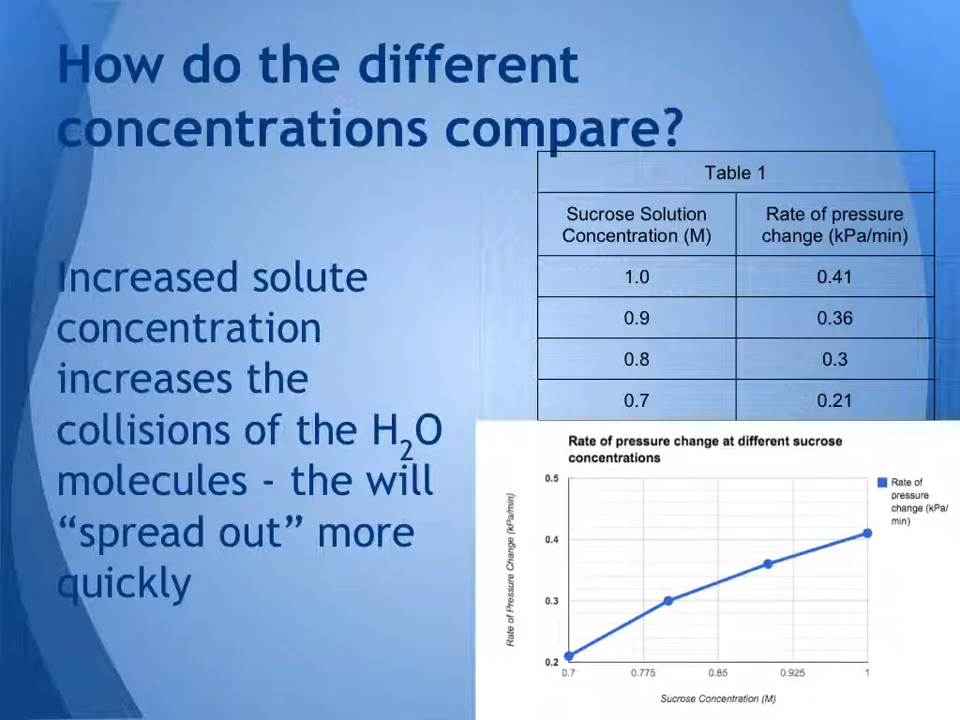 How do the different
concentrations compare?
Increased solute
concentration
increases the
collisions of the H₂O
molecules - the will
“spread out” more
quickly
Table 1
Sucrose Solution Concentration (M) Rate of pressure change (kPa/min)
1.0 0.41
0.9 0.36
0.8 0.3
0.7 0.21
Rate of pressure change at different sucrose
concentrations
Rate of Pressure Change (kPa/min)
0.5
0.4
0.3
0.2
0.7 0.775 0.85 0.925 1
Sucrose Concentration (M)
Rate of
pressure
change (kPa/
min)